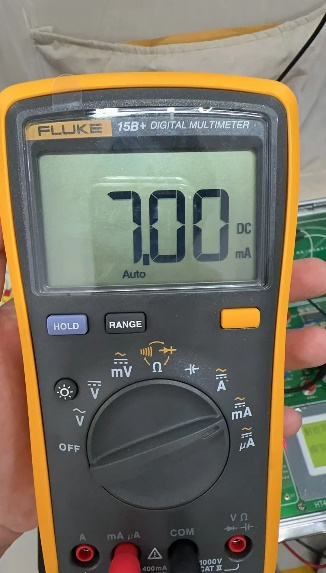 FLUKE 15B+ DIGITAL MULTIMETER
7.00 DC mA
Auto
HOLD RANGE
mV Ω
V A
V mA
OFF μA
A mA μA COM V Ω
400mA 1000V
CAT II